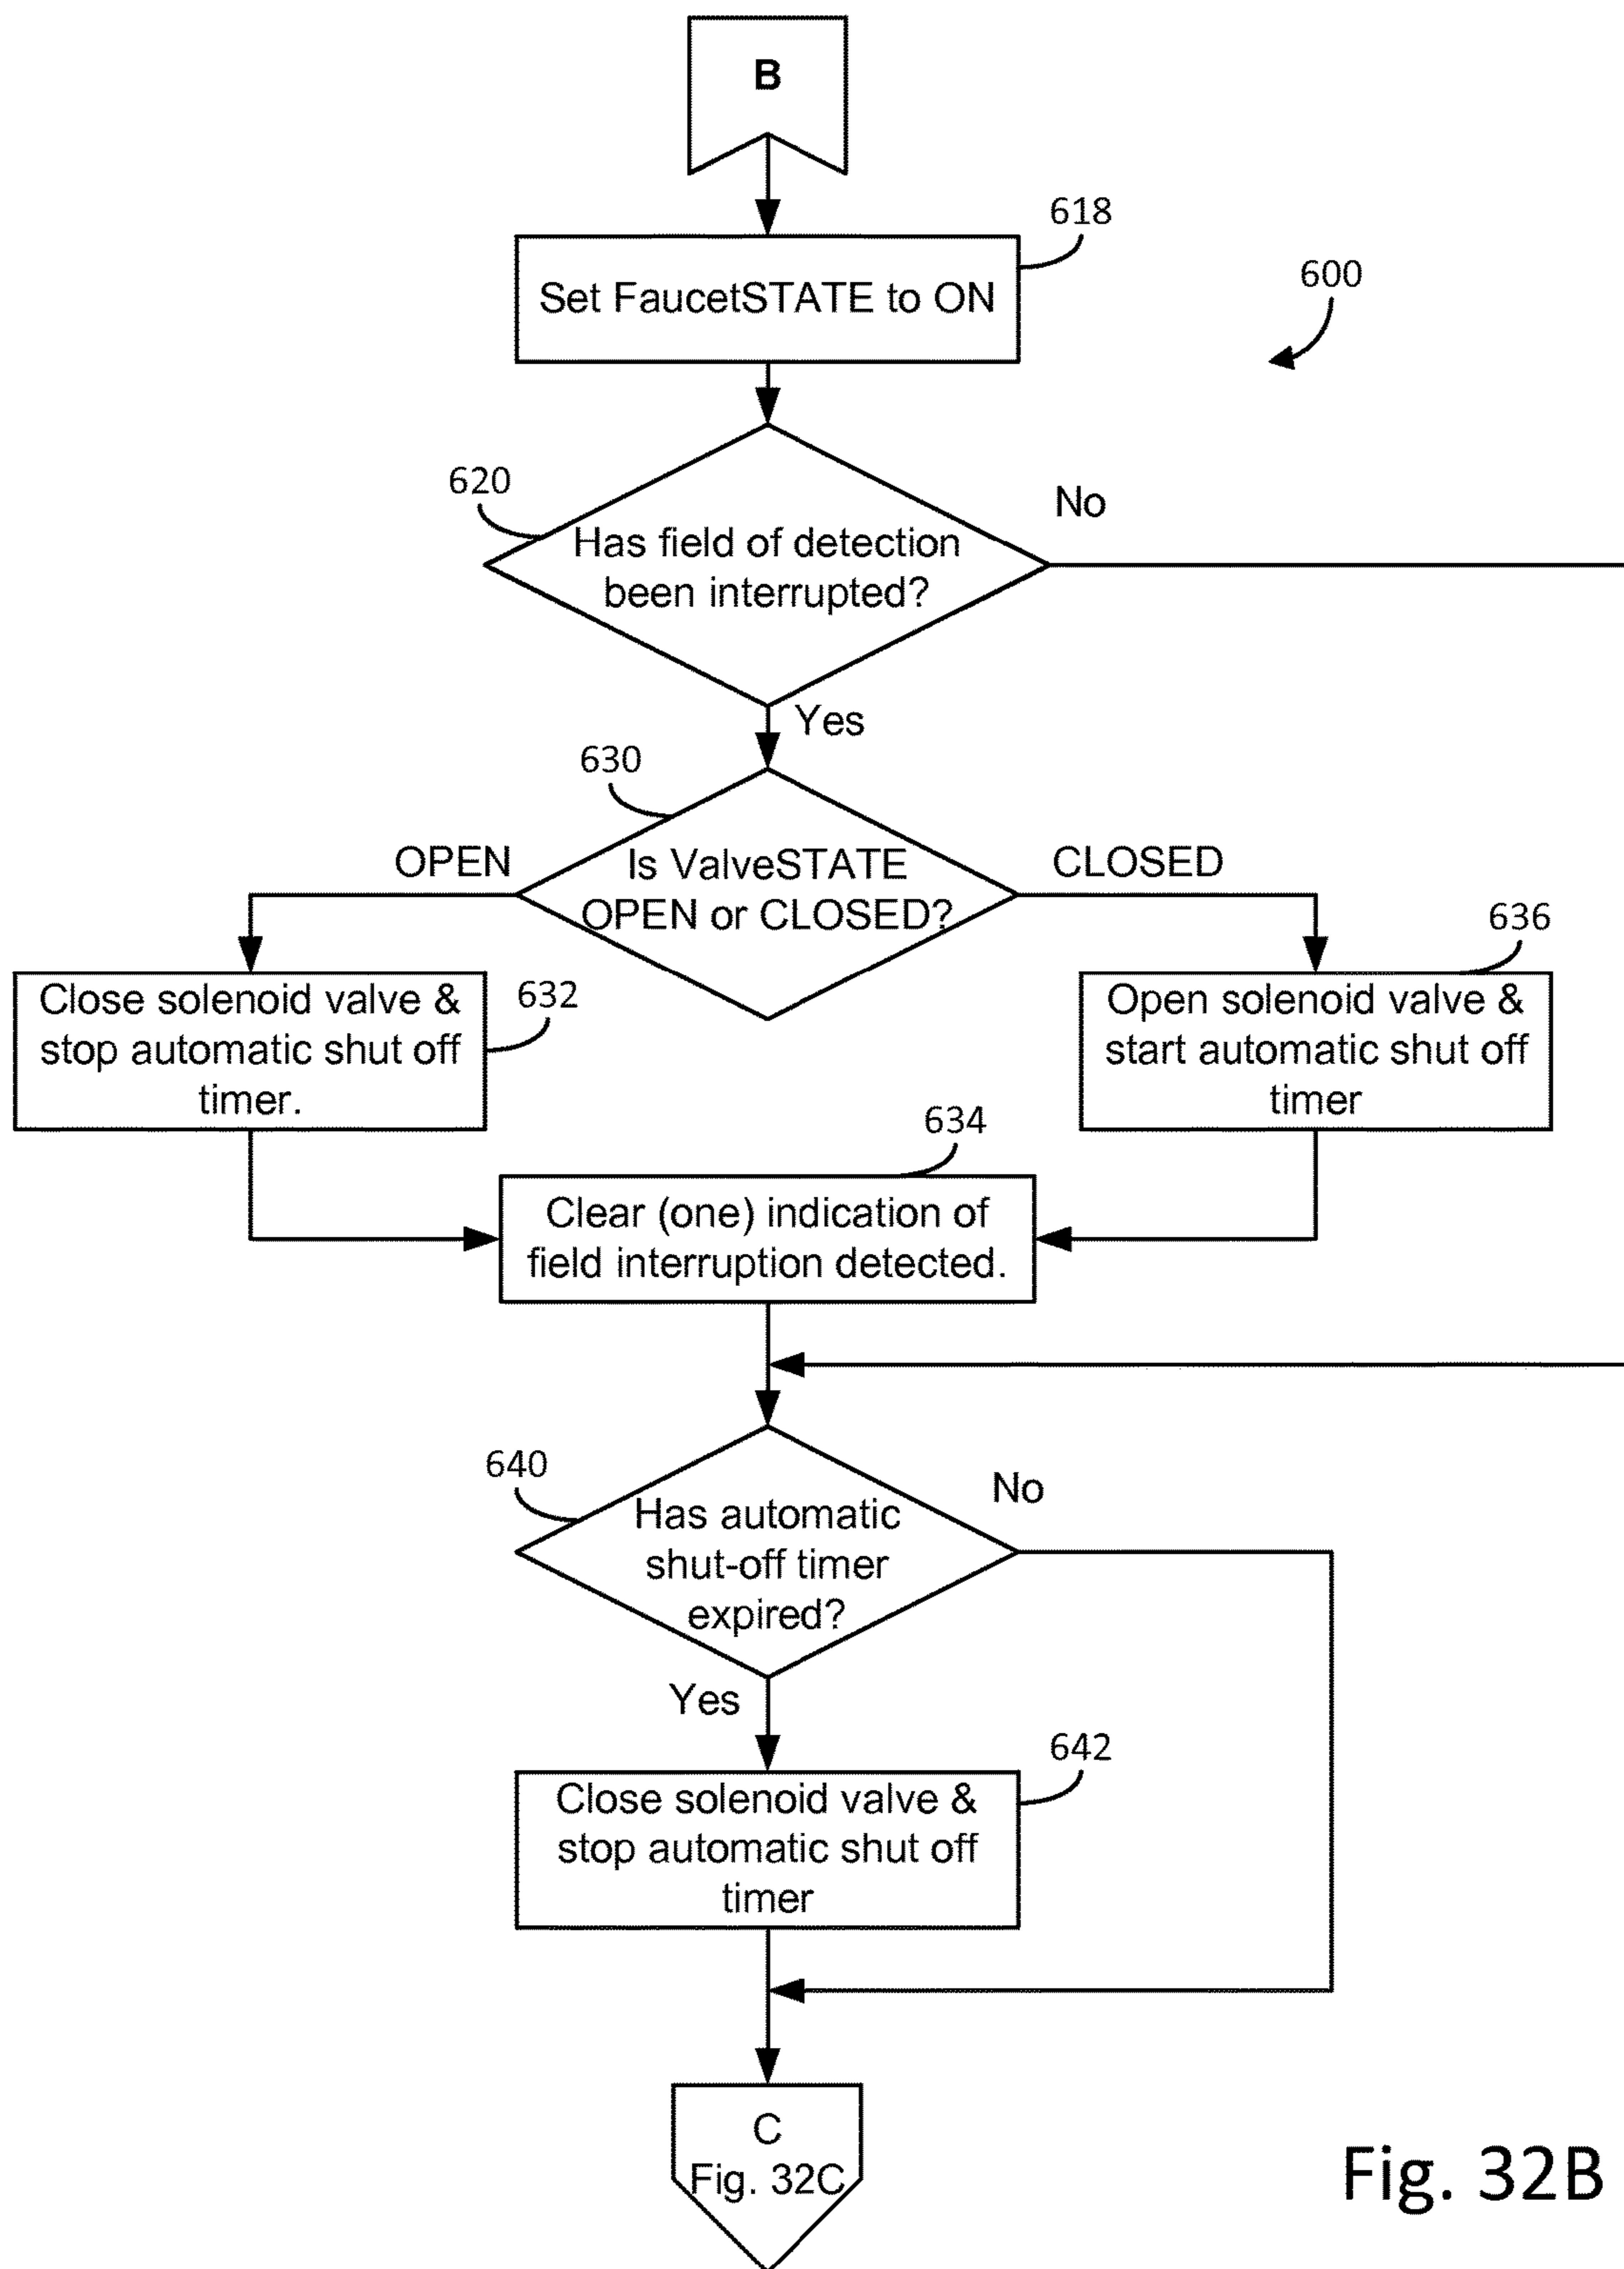 B
618
Set FaucetSTATE to ON
600
620
No
Has field of detection
been interrupted?
Yes
630
OPEN
Is ValveSTATE
OPEN or CLOSED?
CLOSED
636
Close solenoid valve &
stop automatic shut off
timer.
632
Open solenoid valve &
start automatic shut off
timer
634
Clear (one) indication of
field interruption detected.
640
No
Has automatic
shut-off timer
expired?
Yes
642
Close solenoid valve &
stop automatic shut off
timer
C
Fig. 32C
Fig. 32B